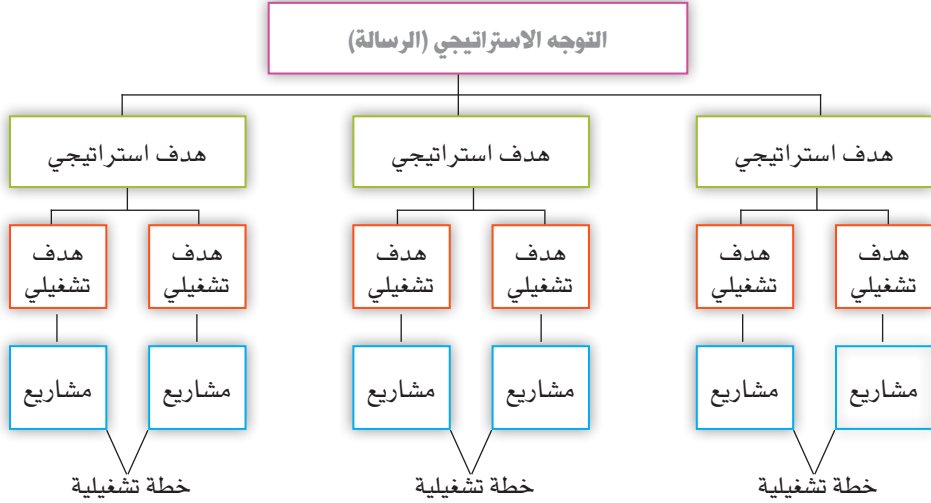 التوجه الاستراتيجي (الرسالة)
هدف استراتيجي
هدف استراتيجي
هدف استراتيجي
هدف
تشغيلي
هدف
تشغيلي
هدف
تشغيلي
هدف
تشغيلي
هدف
تشغيلي
هدف
تشغيلي
مشاريع
مشاريع
مشاريع
مشاريع
مشاريع
مشاريع
خطة تشغيلية
خطة تشغيلية
خطة تشغيلية